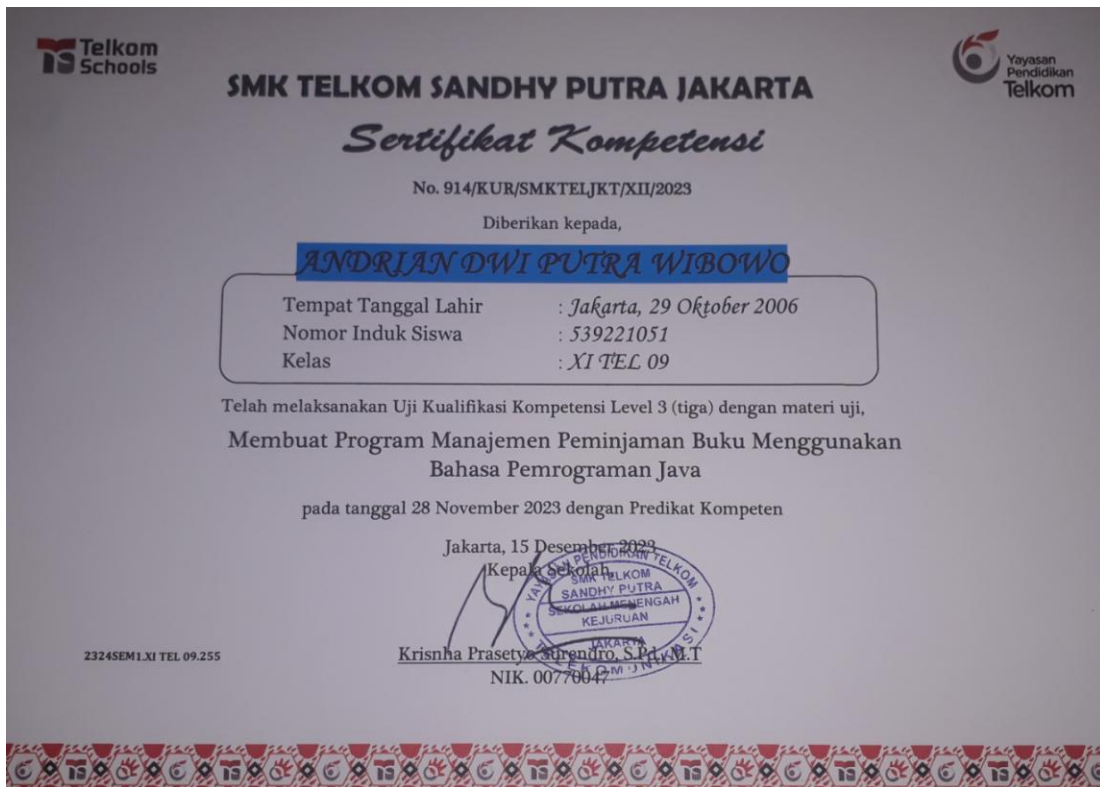 Telkom
Schools
Yayasan
Pendidikan
Telkom
SMK TELKOM SANDHY PUTRA JAKARTA
Sertifikat Kompetensi
No. 914/KUR/SMKTELJKT/XII/2023
Diberikan kepada,
ANDRIAN DWI PUTRA WIBOWO
Tempat Tanggal Lahir : Jakarta, 29 Oktober 2006
Nomor Induk Siswa : 539221051
Kelas : XI TEL 09
Telah melaksanakan Uji Kualifikasi Kompetensi Level 3 (tiga) dengan materi uji,
Membuat Program Manajemen Peminjaman Buku Menggunakan
Bahasa Pemrograman Java
pada tanggal 28 November 2023 dengan Predikat Kompeten
Jakarta, 15 Desember 2023
Kepala Sekolah,
YAYASAN PENDIDIKAN TELKOM
SMK TELKOM
SANDHY PUTRA
SEKOLAH MENENGAH
KEJURUAN
JAKARTA
TELEKOMUNIKASI
Krisnha Prasetyo Surendro, S.Pd., M.T
NIK. 00770047
2324SEM1.XI TEL 09.255